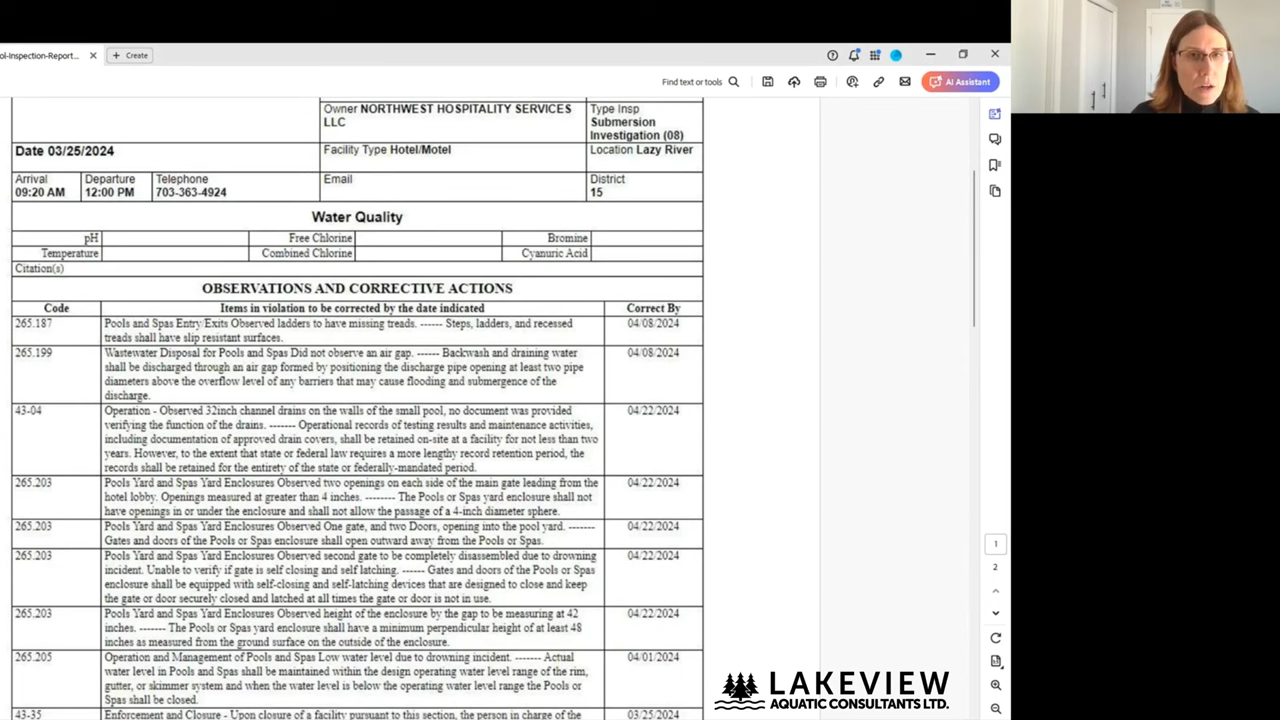 ol-Inspection-Report...
Create
Find text or tools
AI Assistant
Owner NORTHWEST HOSPITALITY SERVICES
LLC
Type Insp
Submersion
Investigation (08)
Date 03/25/2024
Facility Type Hotel/Motel
Location Lazy River
Arrival
09:20 AM
Departure
12:00 PM
Telephone
703-363-4924
Email
District
15
Water Quality
pH
Free Chlorine
Bromine
Temperature
Combined Chlorine
Cyanuric Acid
Citation(s)
OBSERVATIONS AND CORRECTIVE ACTIONS
Code
Items in violation to be corrected by the date indicated
Correct By
265.187
Pools and Spas Entry/Exits Observed ladders to have missing treads. ------ Steps, ladders, and recessed
treads shall have slip resistant surfaces.
04/08/2024
265.199
Wastewater Disposal for Pools and Spas Did not observe an air gap. ------ Backwash and draining water
shall be discharged through an air gap formed by positioning the discharge pipe opening at least two pipe
diameters above the overflow level of any barriers that may cause flooding and submergence of the
discharge.
04/08/2024
43-04
Operation - Observed 32inch channel drains on the walls of the small pool, no document was provided
verifying the function of the drains. ------- Operational records of testing results and maintenance activities,
including documentation of approved drain covers, shall be retained on-site at a facility for not less than two
years. However, to the extent that state or federal law requires a more lengthy record retention period, the
records shall be retained for the entirety of the state or federally-mandated period.
04/22/2024
265.203
Pools Yard and Spas Yard Enclosures Observed two openings on each side of the main gate leading from the
hotel lobby. Openings measured at greater than 4 inches. -------- The Pools or Spas yard enclosure shall not
have openings in or under the enclosure and shall not allow the passage of a 4-inch diameter sphere.
04/22/2024
265.203
Pools Yard and Spas Yard Enclosures Observed One gate, and two Doors, opening into the pool yard. -------
Gates and doors of the Pools or Spas enclosure shall open outward away from the Pools or Spas.
04/22/2024
265.203
Pools Yard and Spas Yard Enclosures Observed second gate to be completely disassembled due to drowning
incident. Unable to verify if gate is self closing and self latching. ------ Gates and doors of the Pools or Spas
enclosure shall be equipped with self-closing and self-latching devices that are designed to close and keep
the gate or door securely closed and latched at all times the gate or door is not in use.
04/22/2024
265.203
Pools Yard and Spas Yard Enclosures Observed height of the enclosure by the gap to be measuring at 42
inches. ------- The Pools or Spas yard enclosure shall have a minimum perpendicular height of at least 48
inches as measured from the ground surface on the outside of the enclosure.
04/22/2024
265.205
Operation and Management of Pools and Spas Low water level due to drowning incident. ------- Actual
water level in Pools and Spas shall be maintained within the design operating water level range of the rim,
gutter, or skimmer system and when the water level is below the operating water level range the Pools or
Spas shall be closed.
04/01/2024
43-35
Enforcement and Closure - Upon closure of a facility pursuant to this section, the person in charge of the
03/25/2024
1
2
LAKEVIEW
AQUATIC CONSULTANTS LTD.